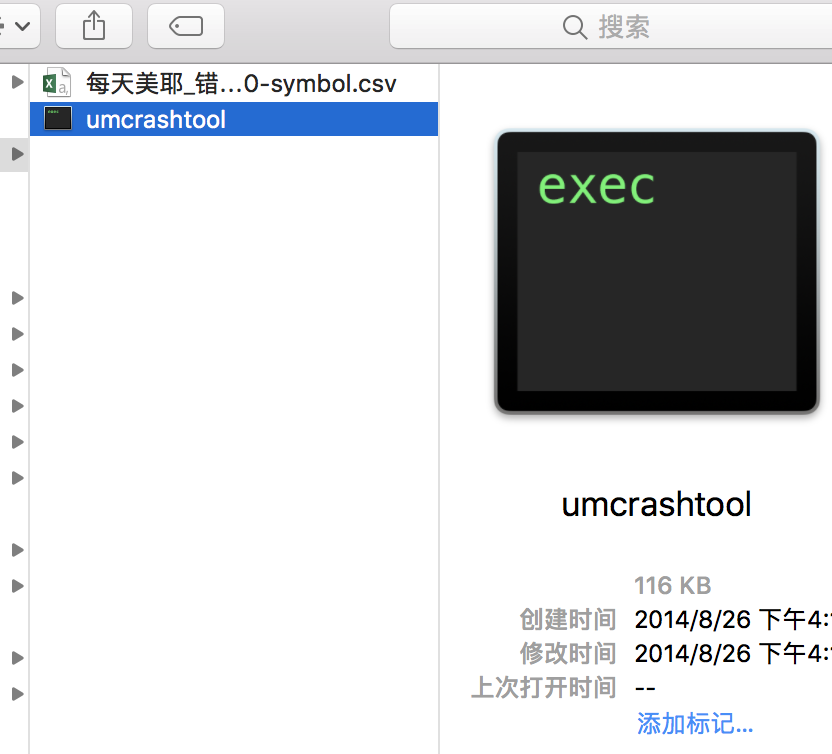 搜索
每天美耶_错...0-symbol.csv
umcrashtool
exec
umcrashtool
116 KB
创建时间 2014/8/26 下午4:
修改时间 2014/8/26 下午4:
上次打开时间 --
添加标记...